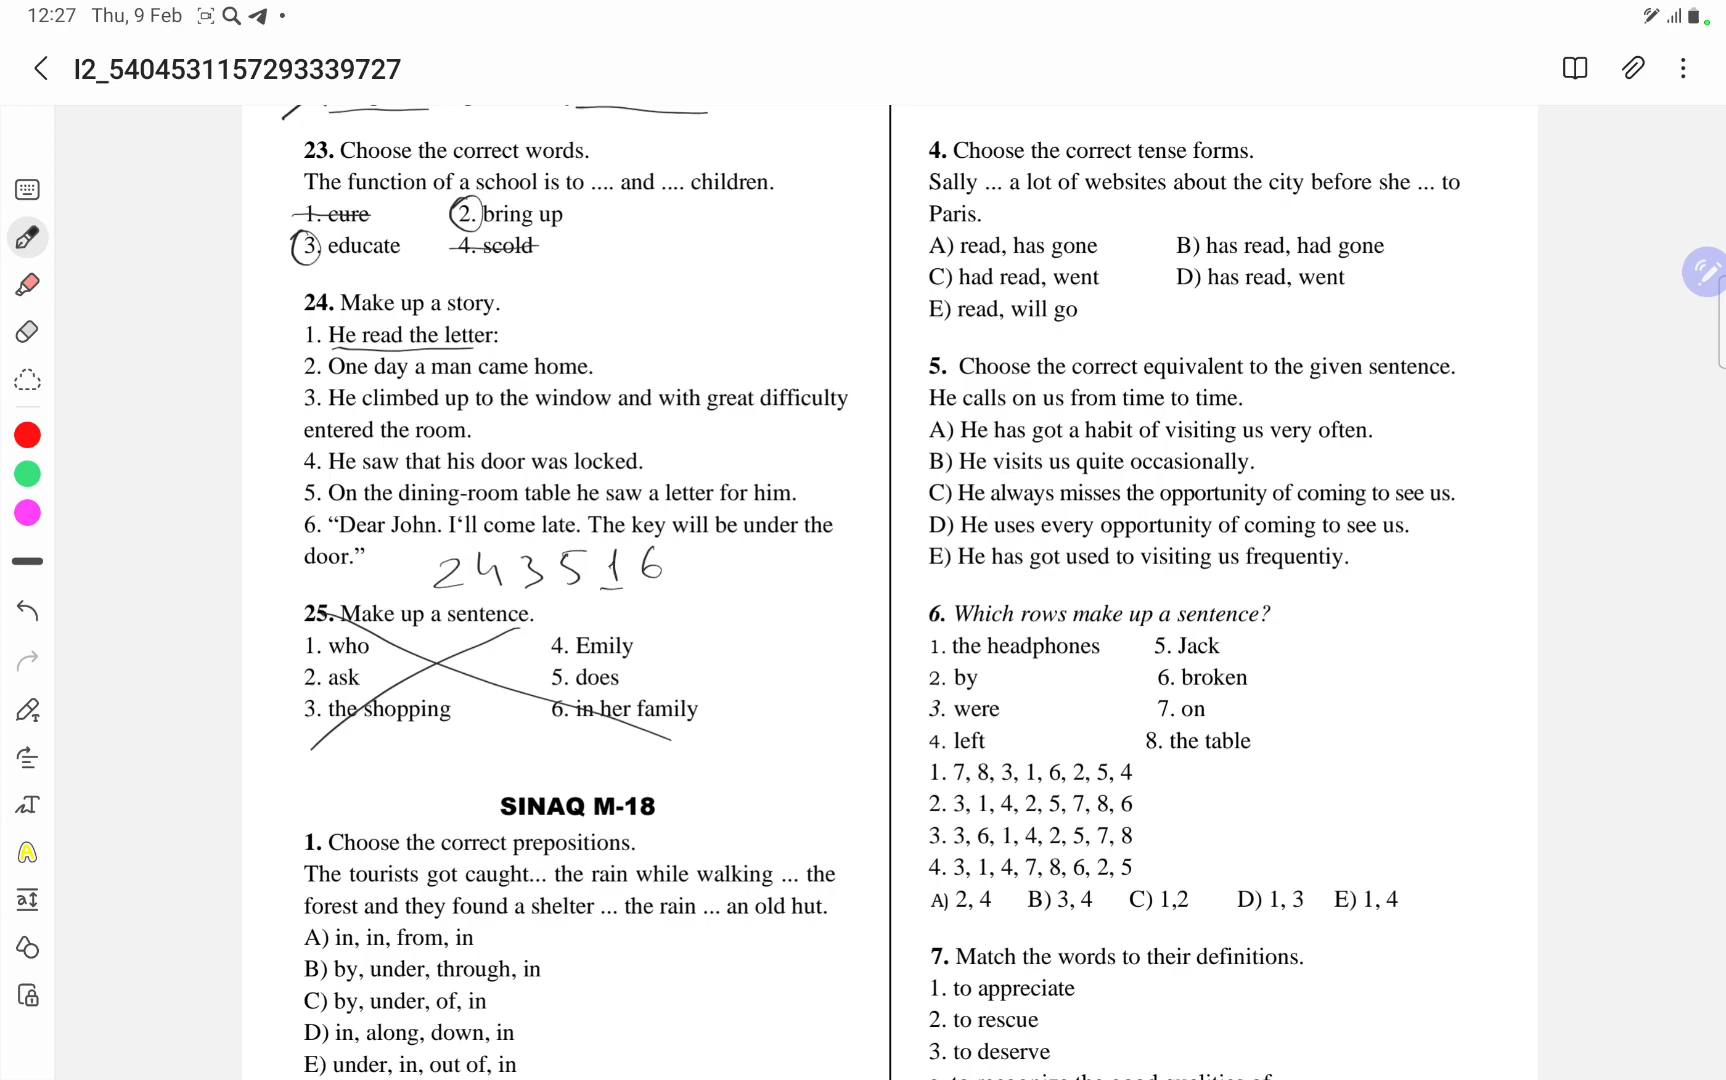 12:27 Thu, 9 Feb
I2_5404531157293339727
23. Choose the correct words.
The function of a school is to .... and .... children.
1. cure 2. bring up
3. educate 4. scold
24. Make up a story.
1. He read the letter:
2. One day a man came home.
3. He climbed up to the window and with great difficulty
entered the room.
4. He saw that his door was locked.
5. On the dining-room table he saw a letter for him.
6. “Dear John. I‘ll come late. The key will be under the
door.”
2 4 3 5 1 6
25. Make up a sentence.
1. who 4. Emily
2. ask 5. does
3. the shopping 6. in her family
SINAQ M-18
1. Choose the correct prepositions.
The tourists got caught... the rain while walking ... the
forest and they found a shelter ... the rain ... an old hut.
A) in, in, from, in
B) by, under, through, in
C) by, under, of, in
D) in, along, down, in
E) under, in, out of, in
4. Choose the correct tense forms.
Sally ... a lot of websites about the city before she ... to
Paris.
A) read, has gone B) has read, had gone
C) had read, went D) has read, went
E) read, will go
5. Choose the correct equivalent to the given sentence.
He calls on us from time to time.
A) He has got a habit of visiting us very often.
B) He visits us quite occasionally.
C) He always misses the opportunity of coming to see us.
D) He uses every opportunity of coming to see us.
E) He has got used to visiting us frequentiy.
6. Which rows make up a sentence?
1. the headphones 5. Jack
2. by 6. broken
3. were 7. on
4. left 8. the table
1. 7, 8, 3, 1, 6, 2, 5, 4
2. 3, 1, 4, 2, 5, 7, 8, 6
3. 3, 6, 1, 4, 2, 5, 7, 8
4. 3, 1, 4, 7, 8, 6, 2, 5
A) 2, 4 B) 3, 4 C) 1,2 D) 1, 3 E) 1, 4
7. Match the words to their definitions.
1. to appreciate
2. to rescue
3. to deserve